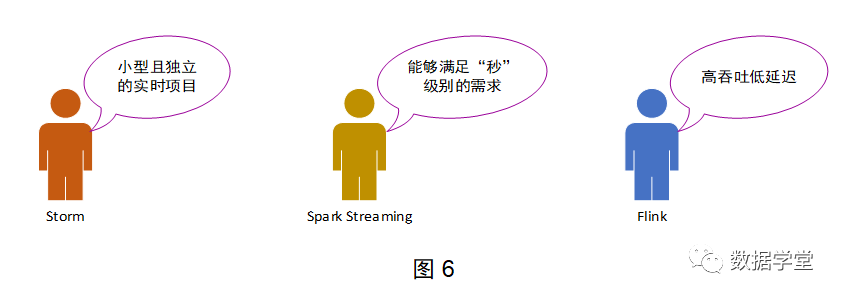 小型且独立
的实时项目
能够满足“秒”
级别的需求
高吞吐低延迟
Storm
Spark Streaming
Flink
图 6
数据学堂